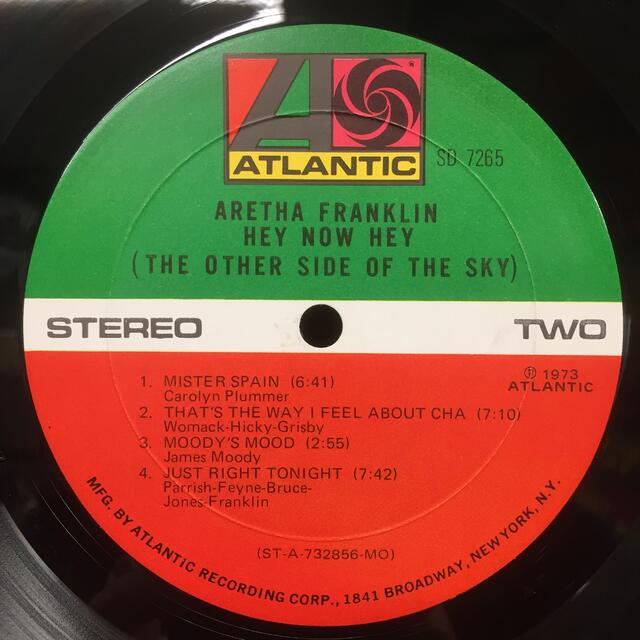 ATLANTIC
SD 7265
ARETHA FRANKLIN
HEY NOW HEY
(THE OTHER SIDE OF THE SKY)
STEREO
TWO
Ⓟ 1973
ATLANTIC
1. MISTER SPAIN (6:41)
Carolyn Plummer
2. THAT'S THE WAY I FEEL ABOUT CHA (7:10)
Womack-Hicky-Grisby
3. MOODY'S MOOD (2:55)
James Moody
4. JUST RIGHT TONIGHT (7:42)
Parrish-Feyne-Bruce-
Jones-Franklin
(ST-A-732856-MO)
MFG. BY ATLANTIC RECORDING CORP., 1841 BROADWAY, NEW YORK, N.Y.